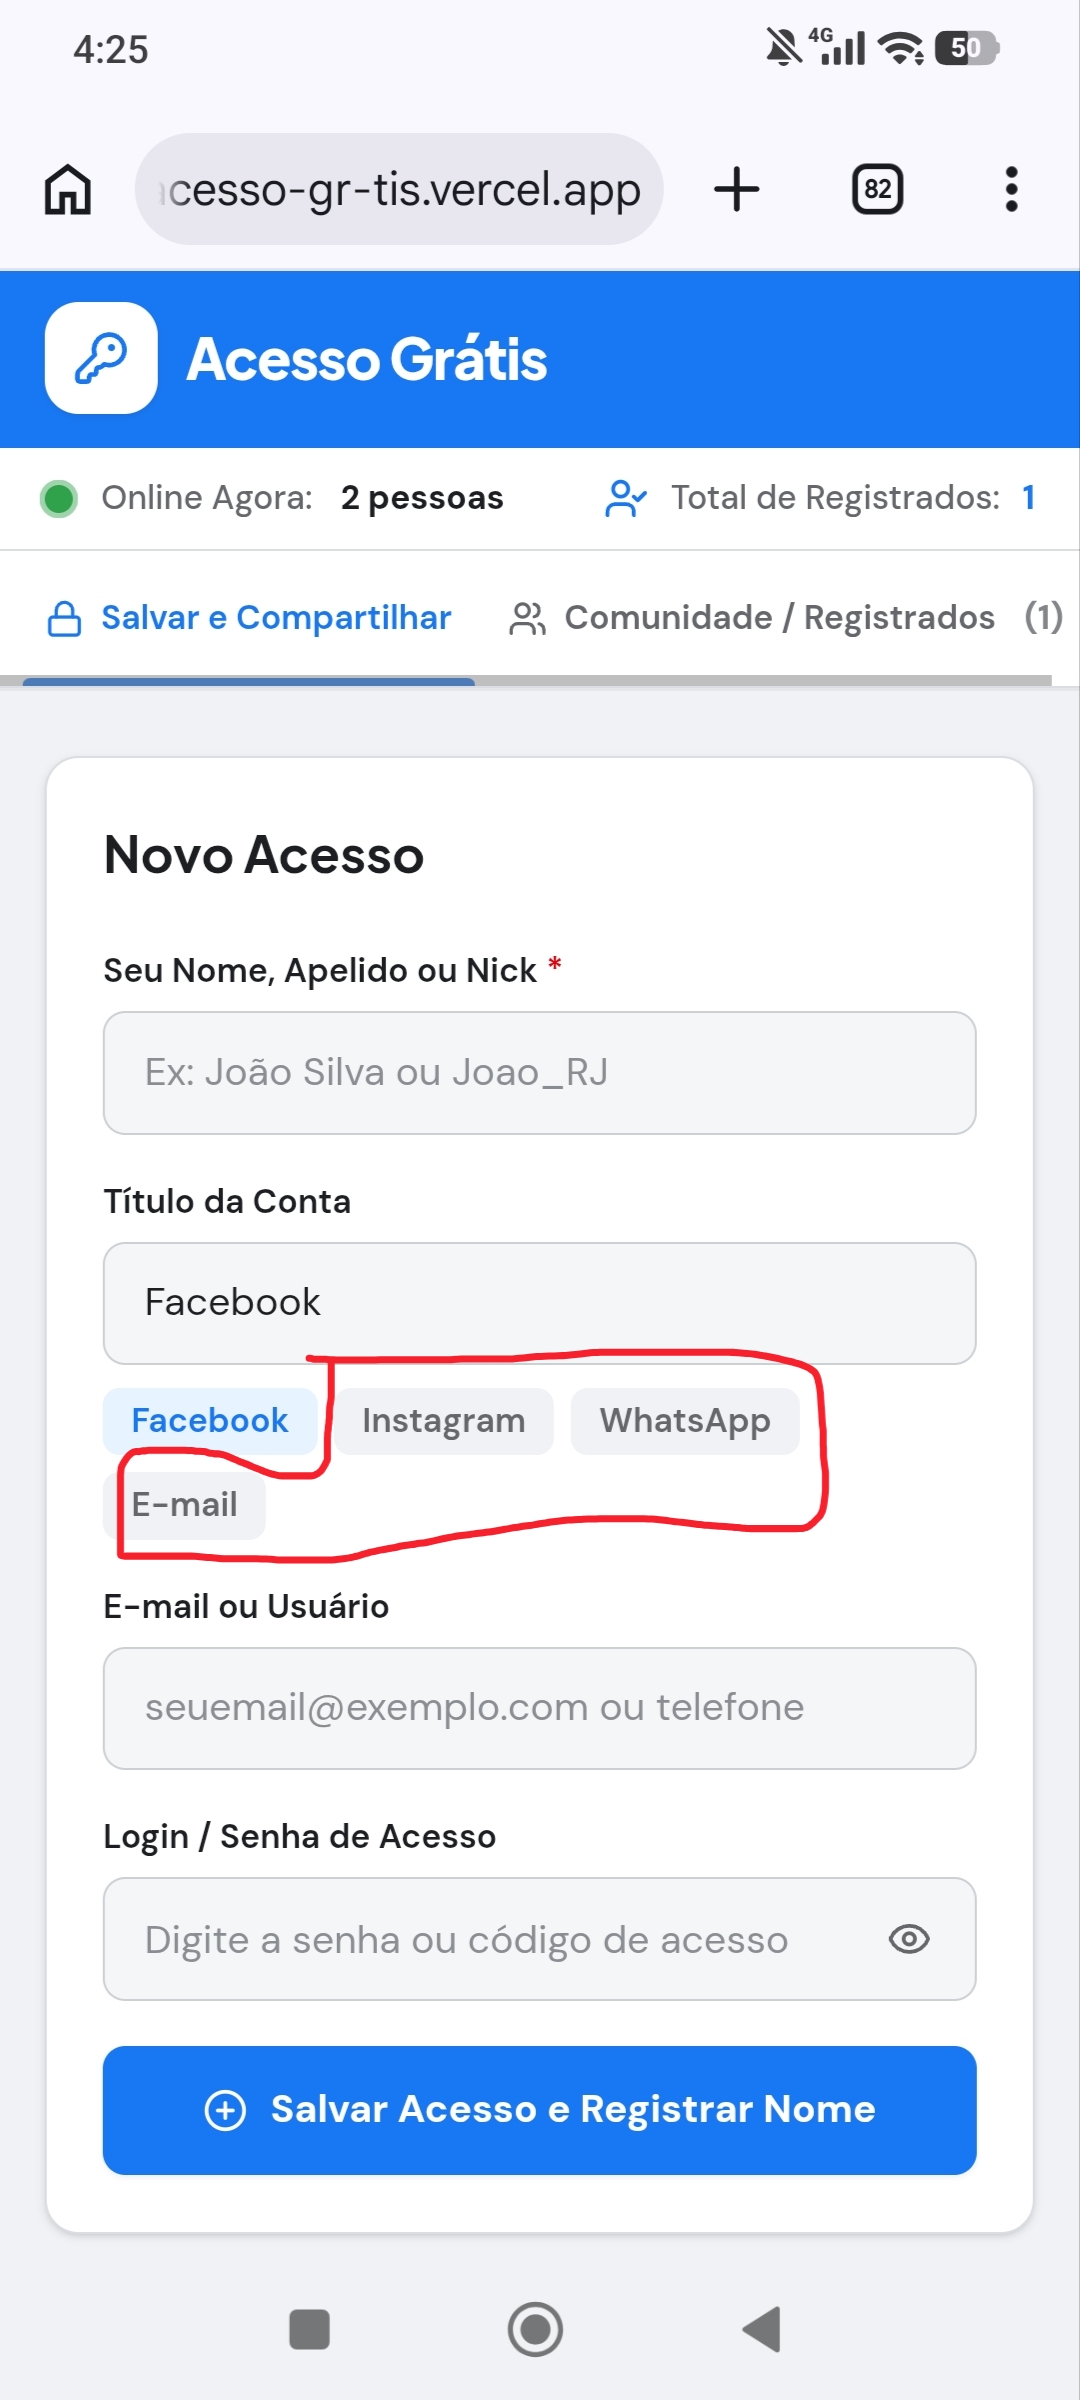 4:25
4G
50
cesso-gr-tis.vercel.app
82
Acesso Grátis
Online Agora: 2 pessoas
Total de Registrados: 1
Salvar e Compartilhar
Comunidade / Registrados (1)
Novo Acesso
Seu Nome, Apelido ou Nick *
Ex: João Silva ou Joao_RJ
Título da Conta
Facebook
Facebook Instagram WhatsApp
E-mail
E-mail ou Usuário
seuemail@exemplo.com ou telefone
Login / Senha de Acesso
Digite a senha ou código de acesso
Salvar Acesso e Registrar Nome